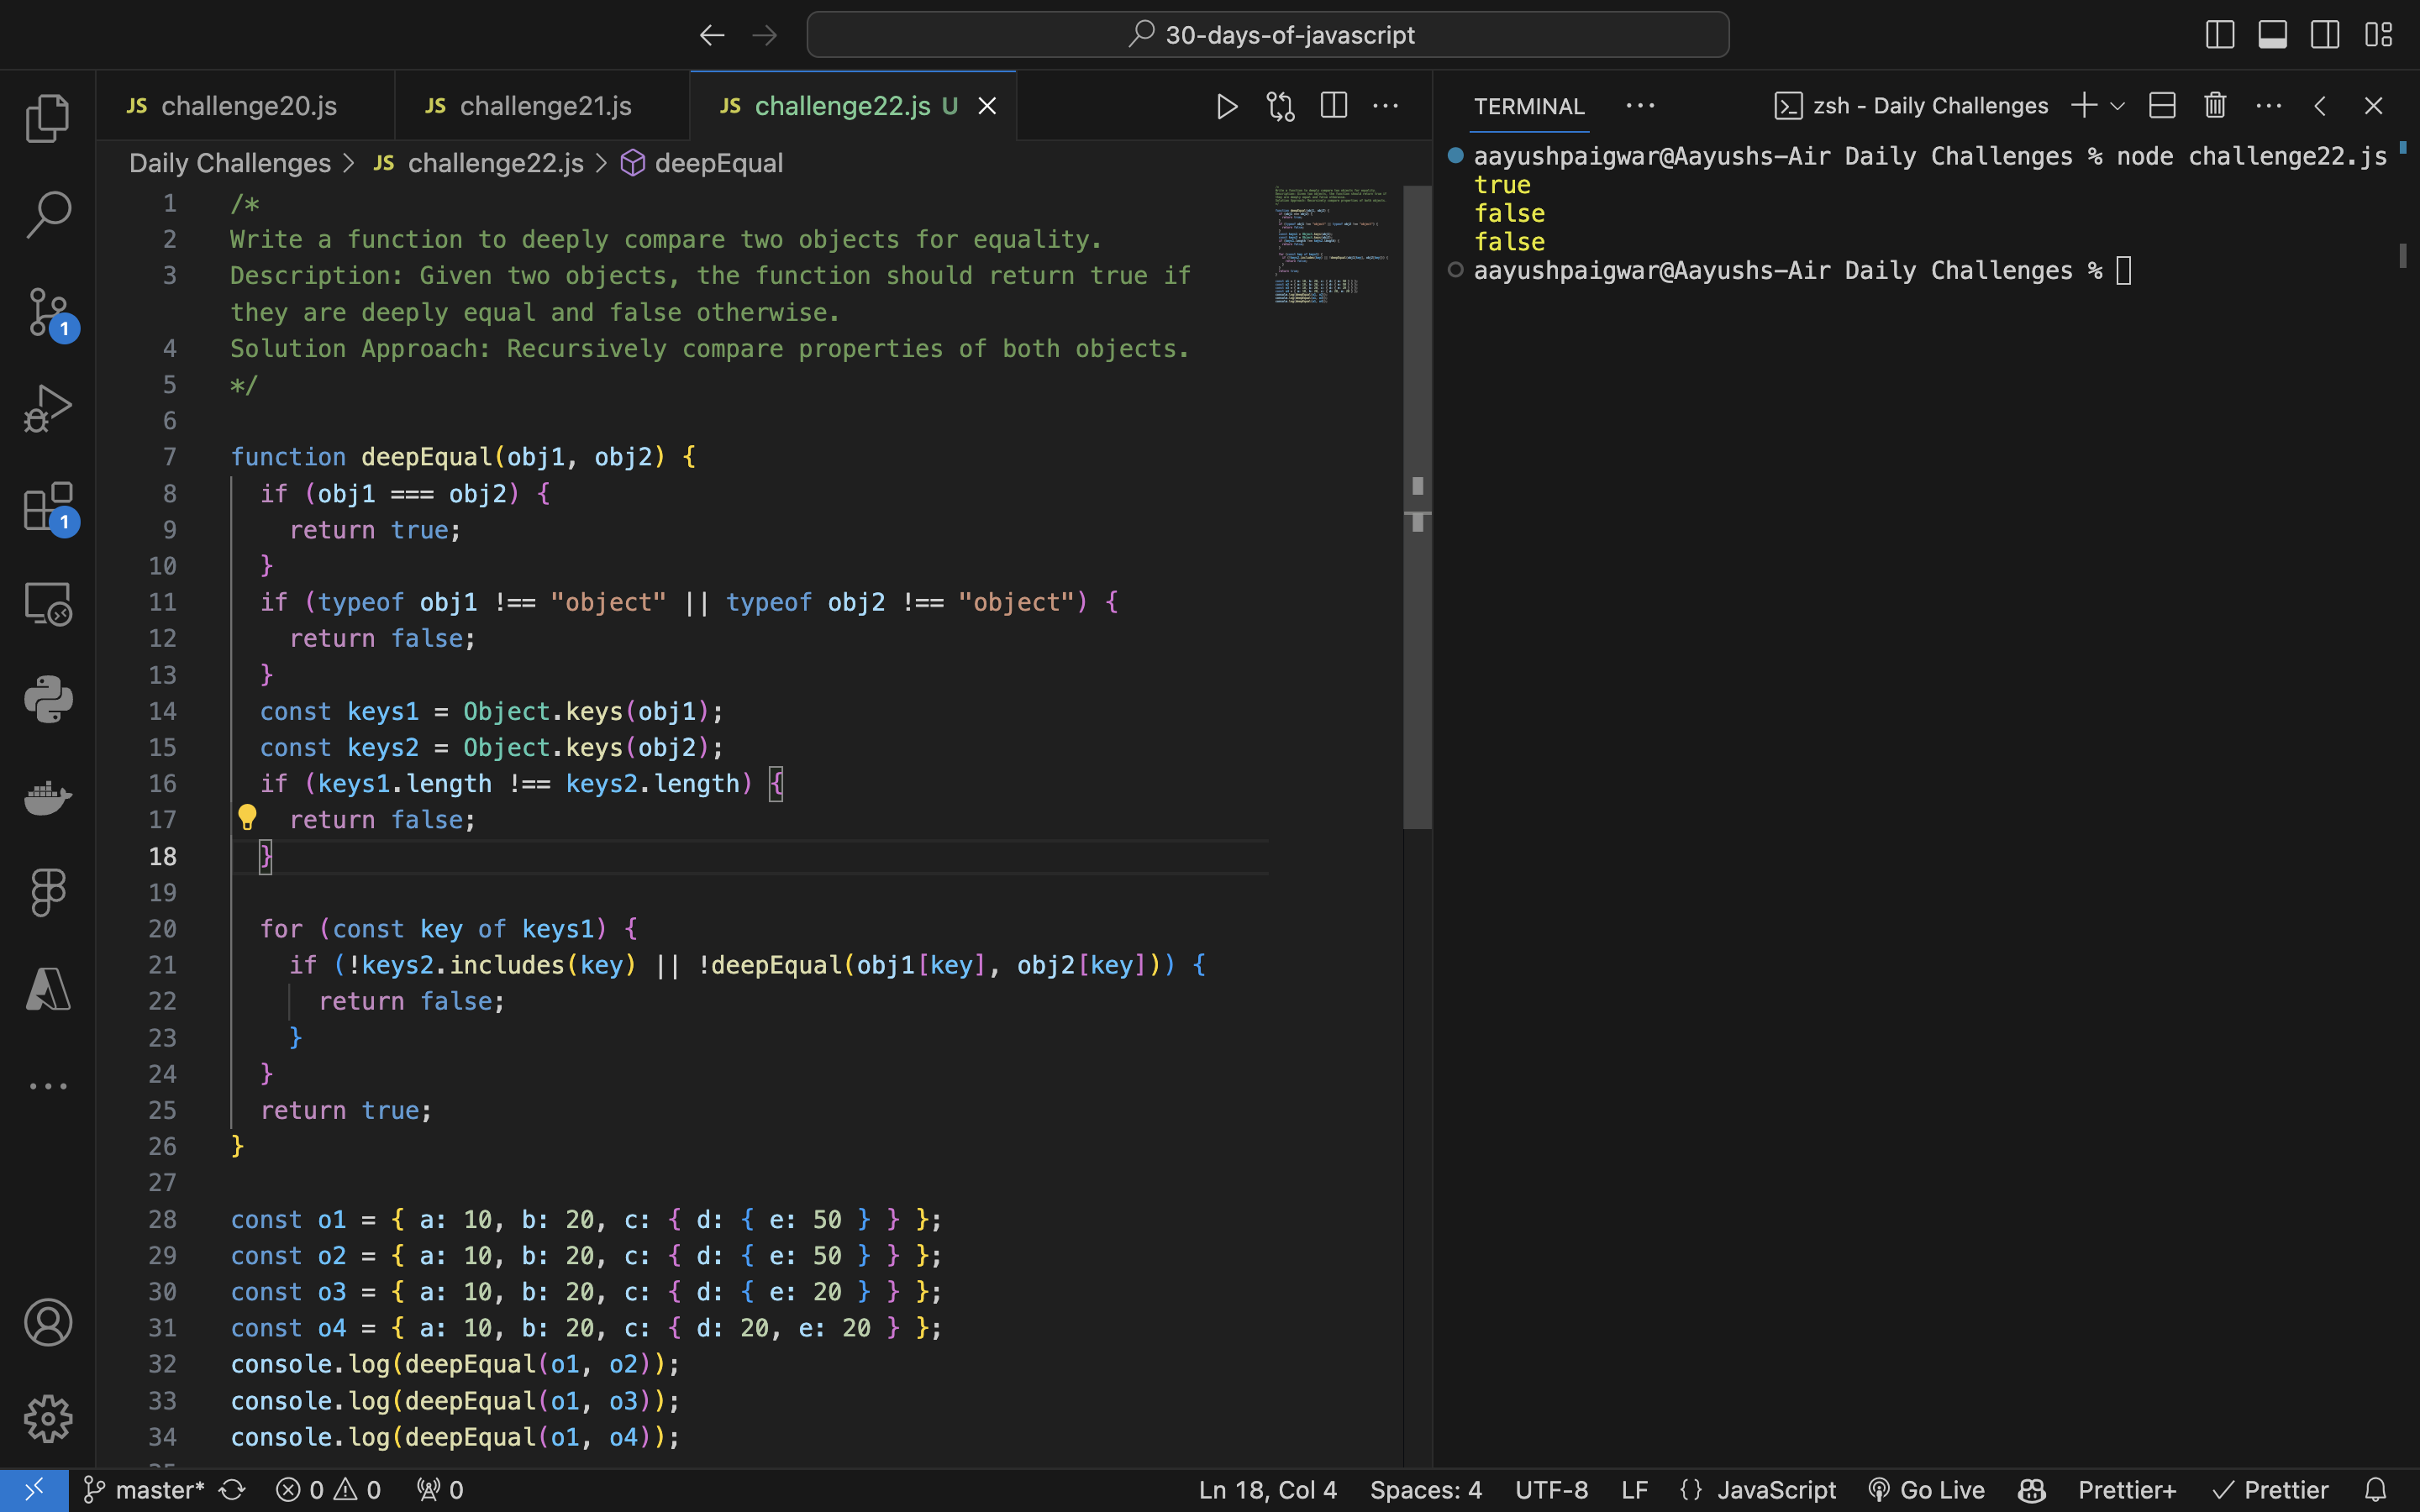 30-days-of-javascript
JS challenge20.js
JS challenge21.js
JS challenge22.js U
TERMINAL
zsh - Daily Challenges
Daily Challenges > JS challenge22.js > deepEqual
1 /*
2 Write a function to deeply compare two objects for equality.
3 Description: Given two objects, the function should return true if
they are deeply equal and false otherwise.
4 Solution Approach: Recursively compare properties of both objects.
5 */
6
7 function deepEqual(obj1, obj2) {
8 if (obj1 === obj2) {
9 return true;
10 }
11 if (typeof obj1 !== "object" || typeof obj2 !== "object") {
12 return false;
13 }
14 const keys1 = Object.keys(obj1);
15 const keys2 = Object.keys(obj2);
16 if (keys1.length !== keys2.length) {
17 return false;
18 }
19
20 for (const key of keys1) {
21 if (!keys2.includes(key) || !deepEqual(obj1[key], obj2[key])) {
22 return false;
23 }
24 }
25 return true;
26 }
27
28 const o1 = { a: 10, b: 20, c: { d: { e: 50 } } };
29 const o2 = { a: 10, b: 20, c: { d: { e: 50 } } };
30 const o3 = { a: 10, b: 20, c: { d: { e: 20 } } };
31 const o4 = { a: 10, b: 20, c: { d: 20, e: 20 } };
32 console.log(deepEqual(o1, o2));
33 console.log(deepEqual(o1, o3));
34 console.log(deepEqual(o1, o4));
aayushpaigwar@Aayushs-Air Daily Challenges % node challenge22.js
true
false
false
aayushpaigwar@Aayushs-Air Daily Challenges %
1
1
master* 0 0 0
Ln 18, Col 4 Spaces: 4 UTF-8 LF {} JavaScript Go Live Prettier+ Prettier